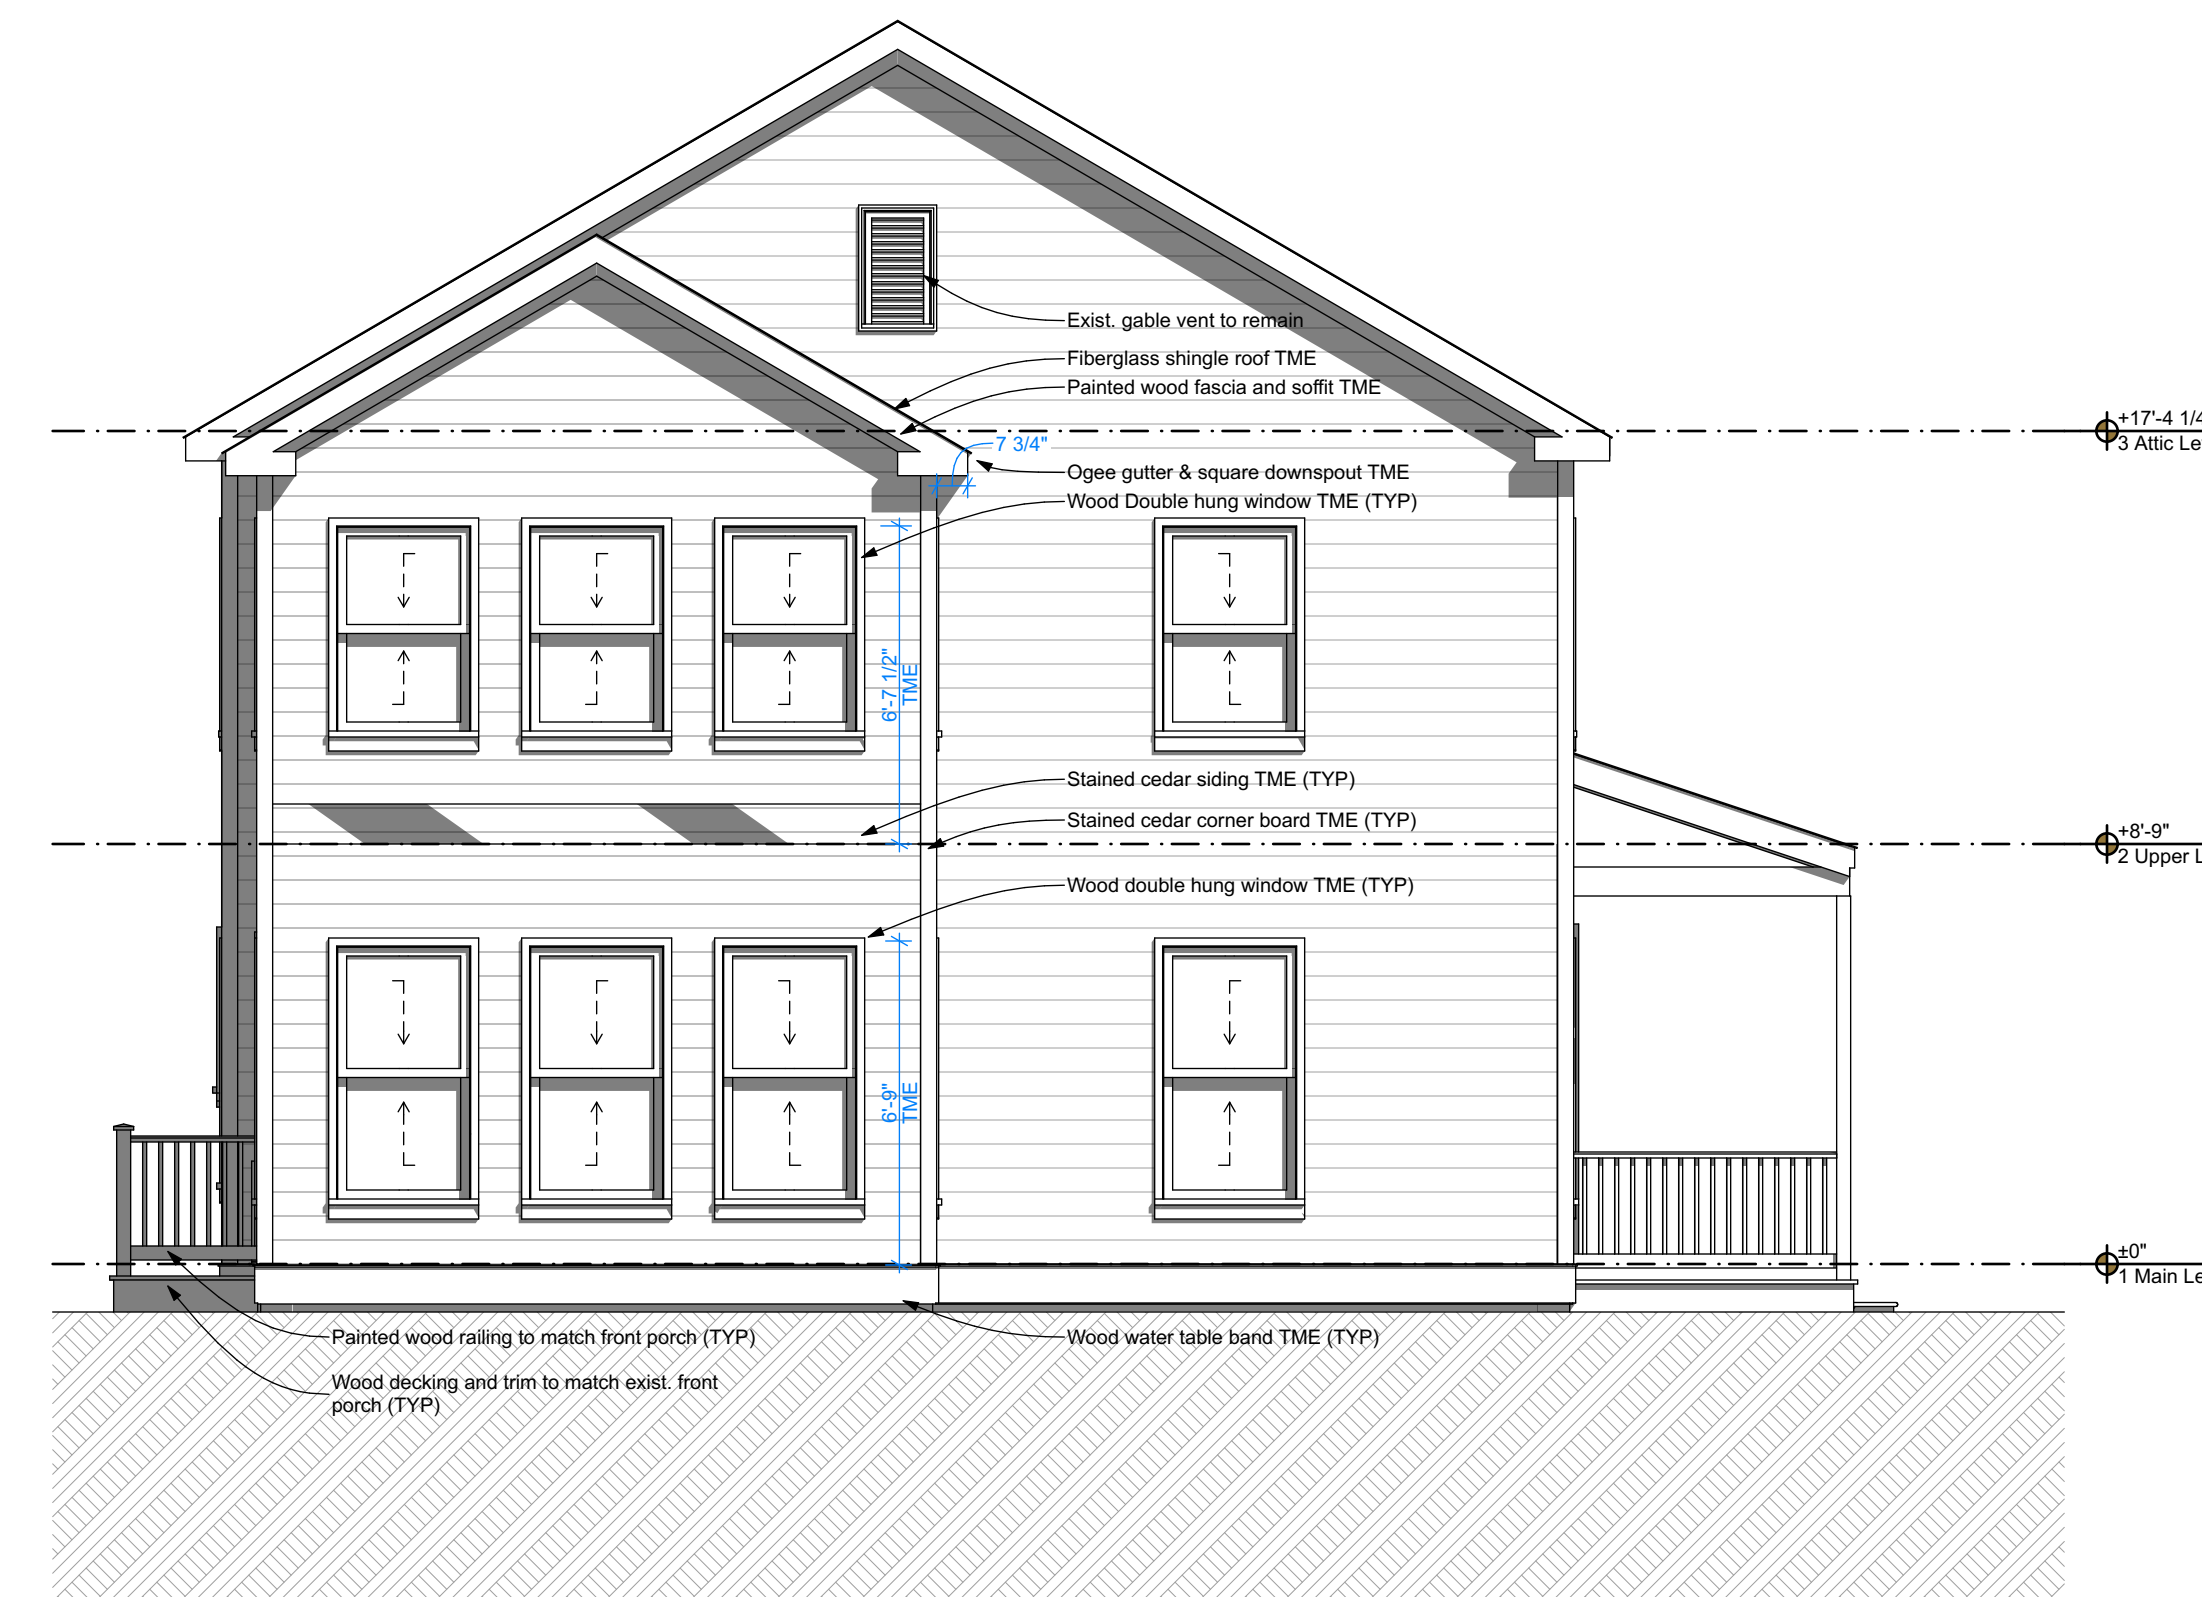 Exist. gable vent to remain
Fiberglass shingle roof TME
Painted wood fascia and soffit TME
+17'-4 1/4
3 Attic Le
7 3/4"
Ogee gutter & square downspout TME
Wood Double hung window TME (TYP)
6'-7 1/2"
TME
Stained cedar siding TME (TYP)
Stained cedar corner board TME (TYP)
+8'-9"
2 Upper L
Wood double hung window TME (TYP)
6'-9"
TME
±0"
1 Main Le
Painted wood railing to match front porch (TYP)
Wood water table band TME (TYP)
Wood decking and trim to match exist. front
porch (TYP)